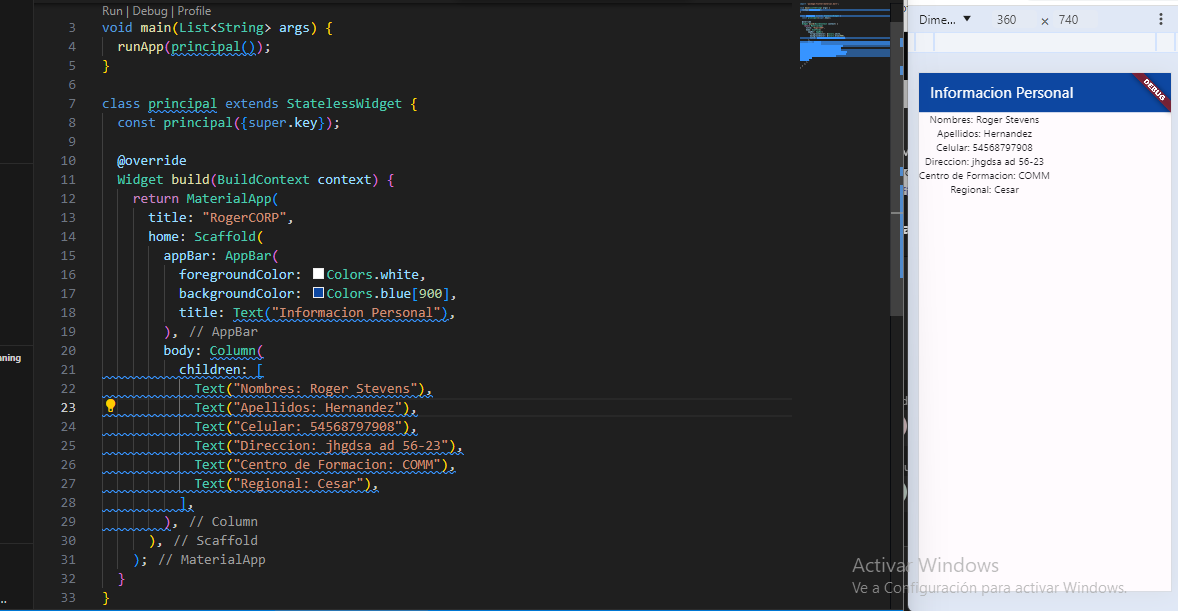 Run | Debug | Profile
3 void main(List<String> args) {
4 runApp(principal());
5 }
6
7 class principal extends StatelessWidget {
8 const principal({super.key});
9
10 @override
11 Widget build(BuildContext context) {
12 return MaterialApp(
13 title: "RogerCORP",
14 home: Scaffold(
15 appBar: AppBar(
16 foregroundColor: Colors.white,
17 backgroundColor: Colors.blue[900],
18 title: Text("Informacion Personal"),
19 ), // AppBar
20 body: Column(
21 children: [
22 Text("Nombres: Roger Stevens"),
23 Text("Apellidos: Hernandez"),
24 Text("Celular: 54568797908"),
25 Text("Direccion: jhgdsa ad 56-23"),
26 Text("Centro de Formacion: COMM"),
27 Text("Regional: Cesar"),
28 ],
29 ), // Column
30 ), // Scaffold
31 ); // MaterialApp
32 }
33 }
nning
...
Dime... ▼ 360 × 740
Informacion Personal
DEBUG
Nombres: Roger Stevens
Apellidos: Hernandez
Celular: 54568797908
Direccion: jhgdsa ad 56-23
Centro de Formacion: COMM
Regional: Cesar
Activar Windows
Ve a Configuración para activar Windows.